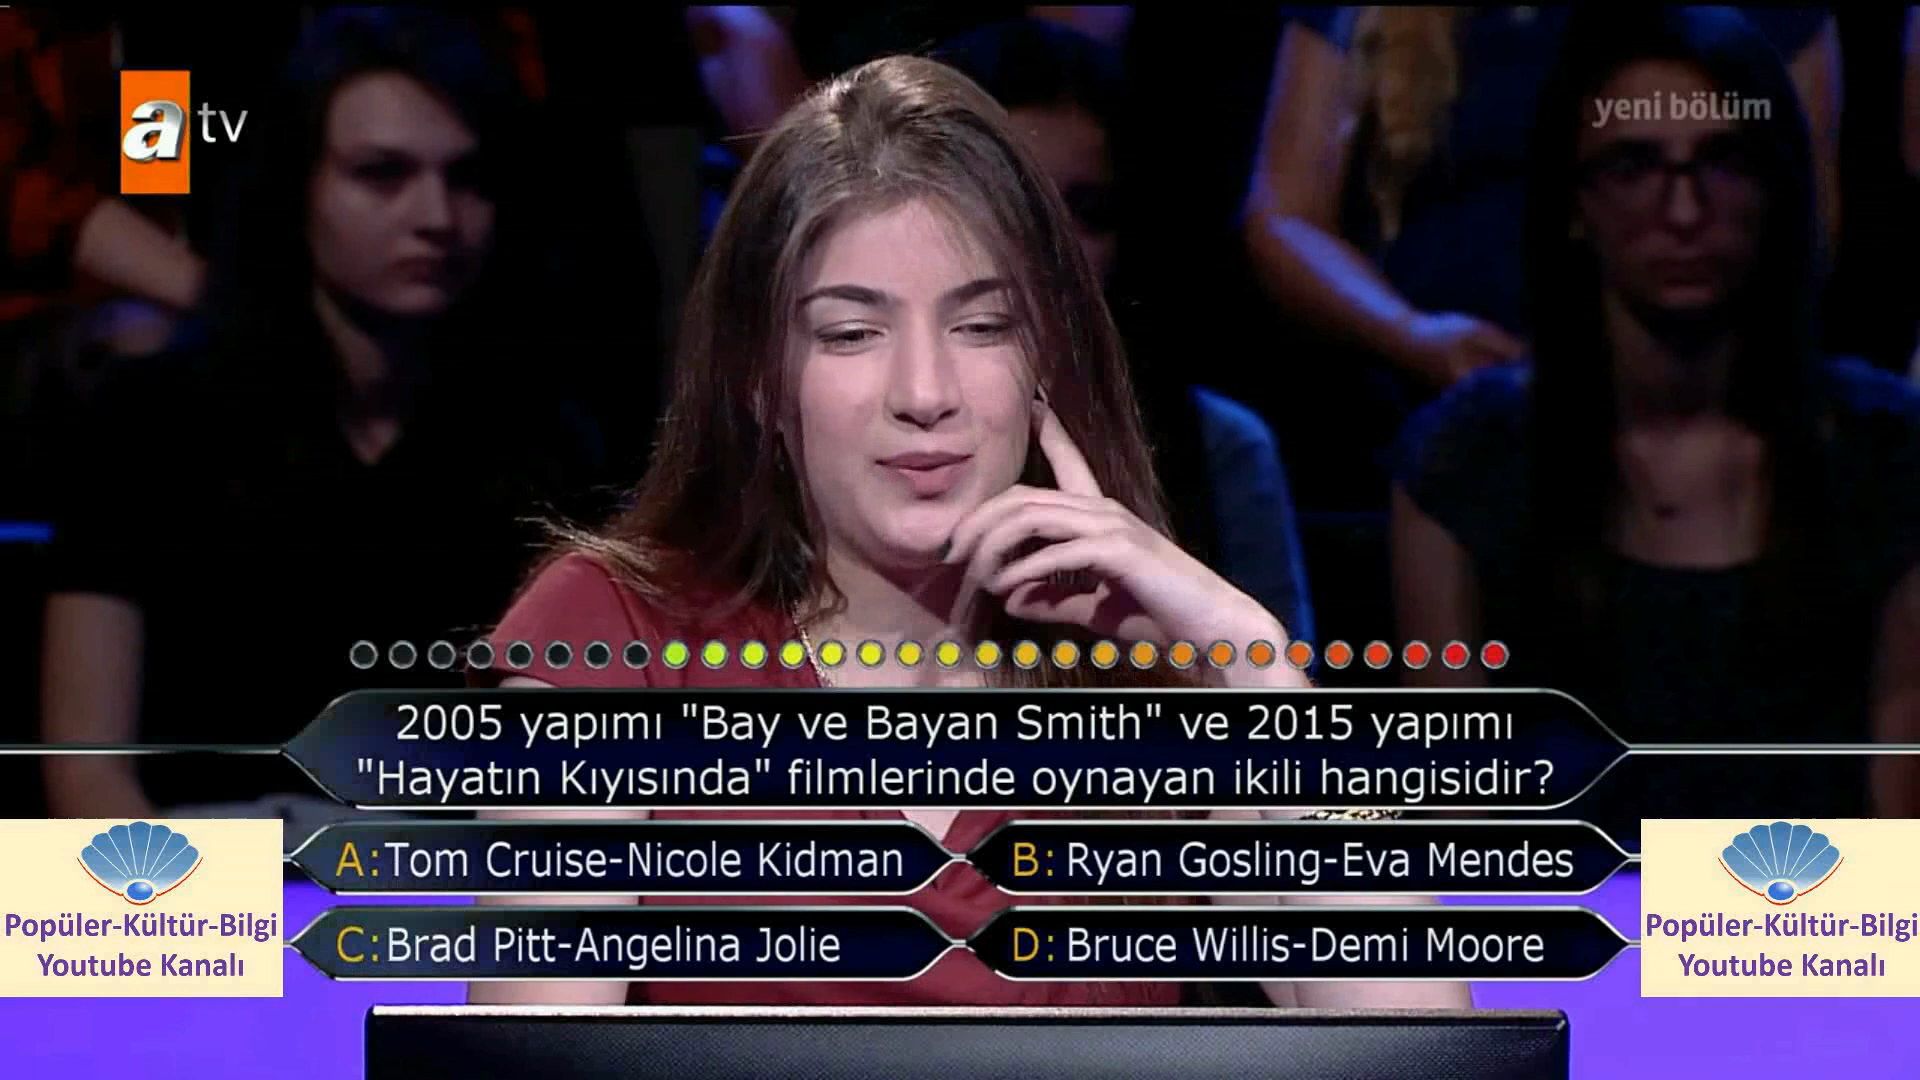 a tv
yeni bölüm
2005 yapımı "Bay ve Bayan Smith" ve 2015 yapımı
"Hayatın Kıyısında" filmlerinde oynayan ikili hangisidir?
A:Tom Cruise-Nicole Kidman
B: Ryan Gosling-Eva Mendes
C:Brad Pitt-Angelina Jolie
D: Bruce Willis-Demi Moore
Popüler-Kültür-Bilgi
Youtube Kanalı
Popüler-Kültür-Bilgi
Youtube Kanalı